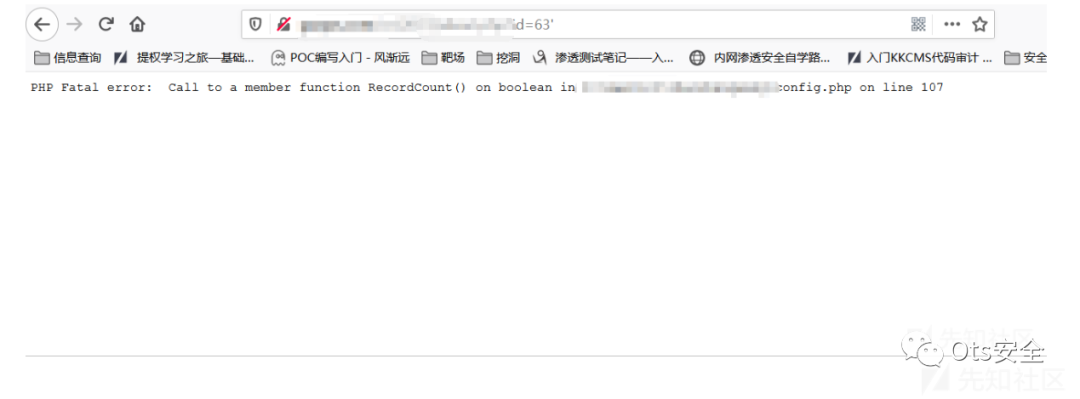 id=63'
信息查询 提权学习之旅—基础... POC编写入门 - 风渐远 靶场 挖洞 渗透测试笔记——入... 内网渗透安全自学路... 入门KKCMS代码审计 ... 安全
PHP Fatal error: Call to a member function RecordCount() on boolean in config.php on line 107
Ots安全
先知社区